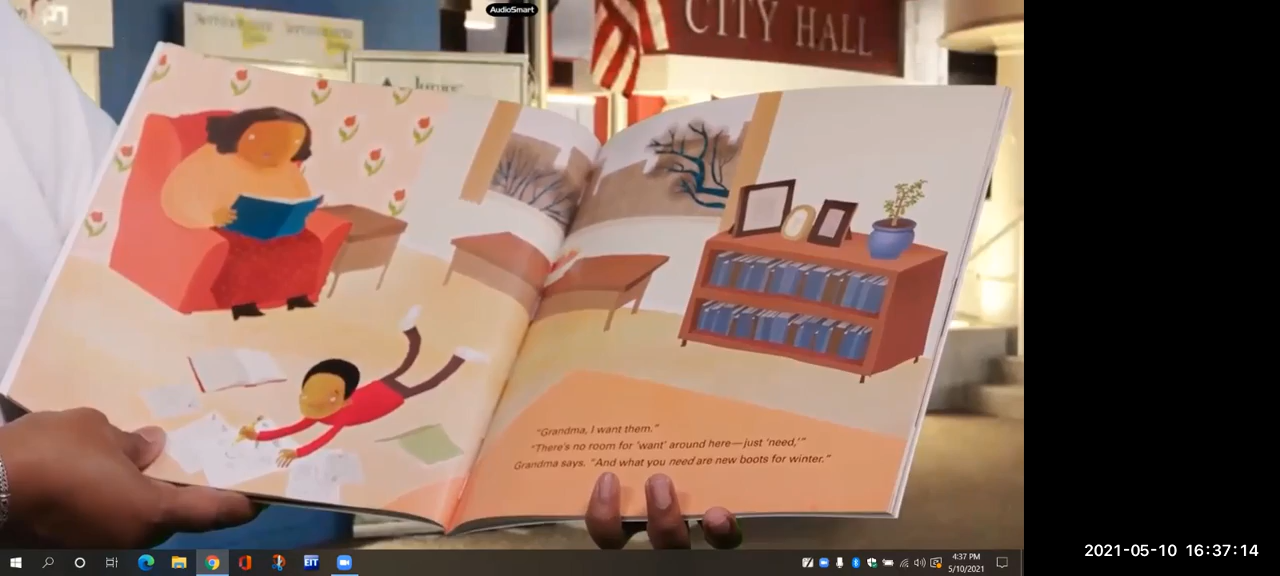 AudioSmart
CITY HALL
"Grandma, I want them."
"There's no room for 'want' around here—just 'need,'"
Grandma says. "And what you need are new boots for winter."
EIT
4:37 PM
5/10/2021
2021-05-10 16:37:14